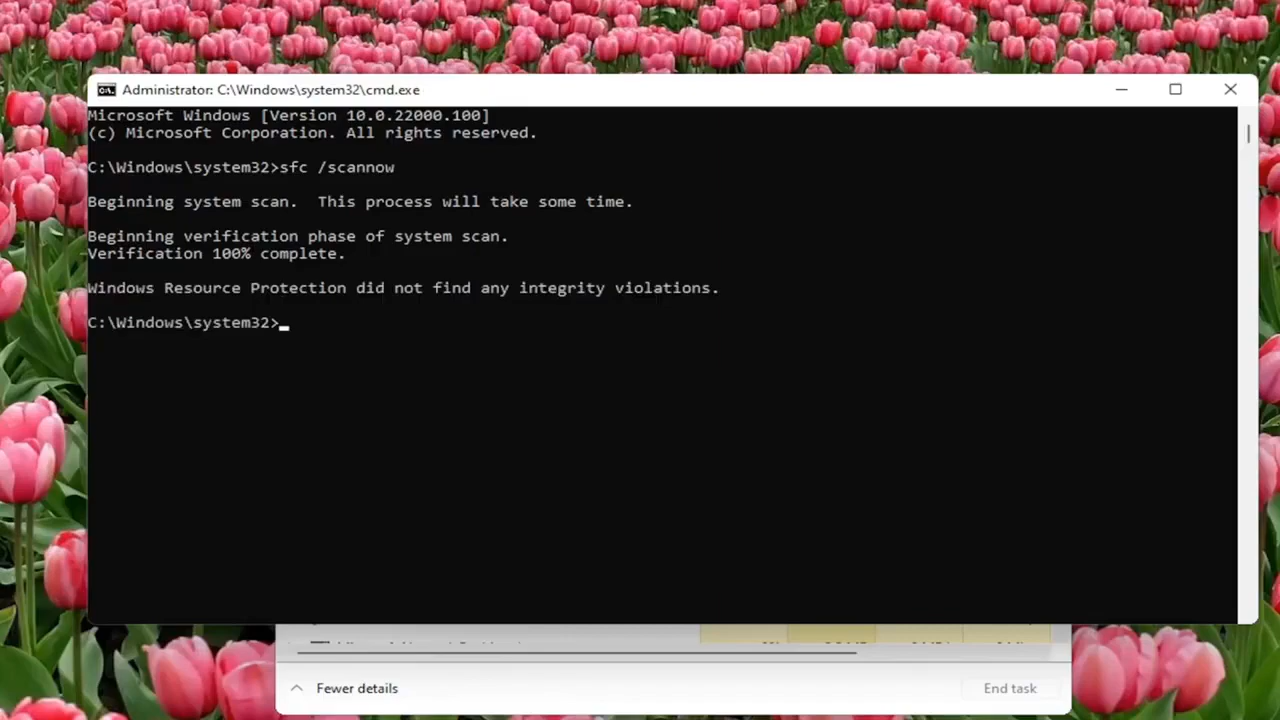 Administrator: C:\Windows\system32\cmd.exe
Microsoft Windows [Version 10.0.22000.100]
(c) Microsoft Corporation. All rights reserved.
C:\Windows\system32>sfc /scannow
Beginning system scan.  This process will take some time.
Beginning verification phase of system scan.
Verification 100% complete.
Windows Resource Protection did not find any integrity violations.
C:\Windows\system32>
Fewer details
End task